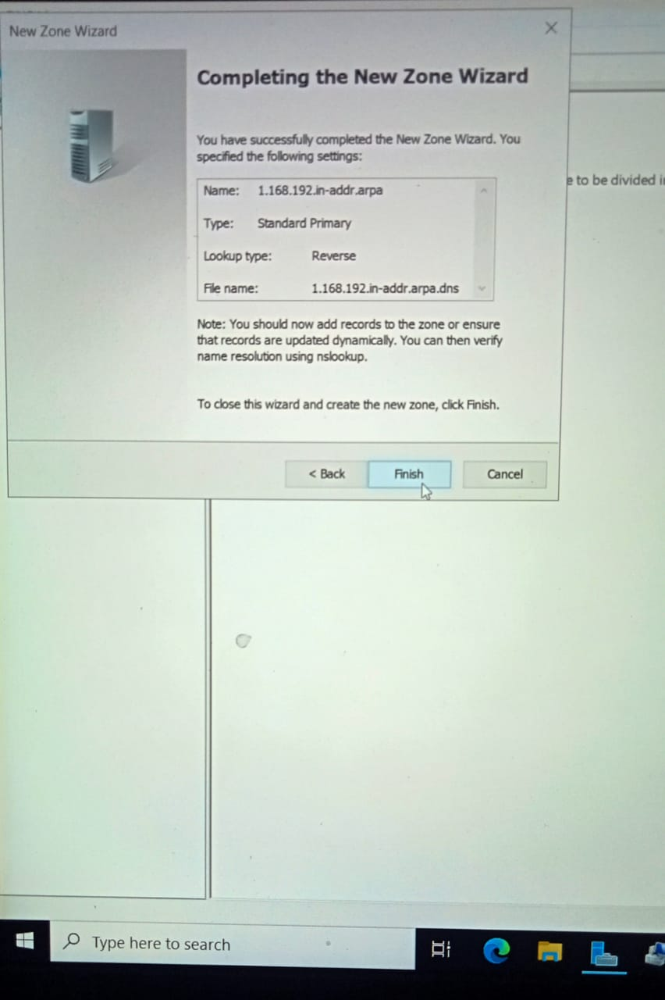 New Zone Wizard
Completing the New Zone Wizard
You have successfully completed the New Zone Wizard. You
specified the following settings:
Name: 1.168.192.in-addr.arpa
Type: Standard Primary
Lookup type: Reverse
File name: 1.168.192.in-addr.arpa.dns
Note: You should now add records to the zone or ensure
that records are updated dynamically. You can then verify
name resolution using nslookup.
To close this wizard and create the new zone, click Finish.
< Back Finish Cancel
e to be divided i
Type here to search